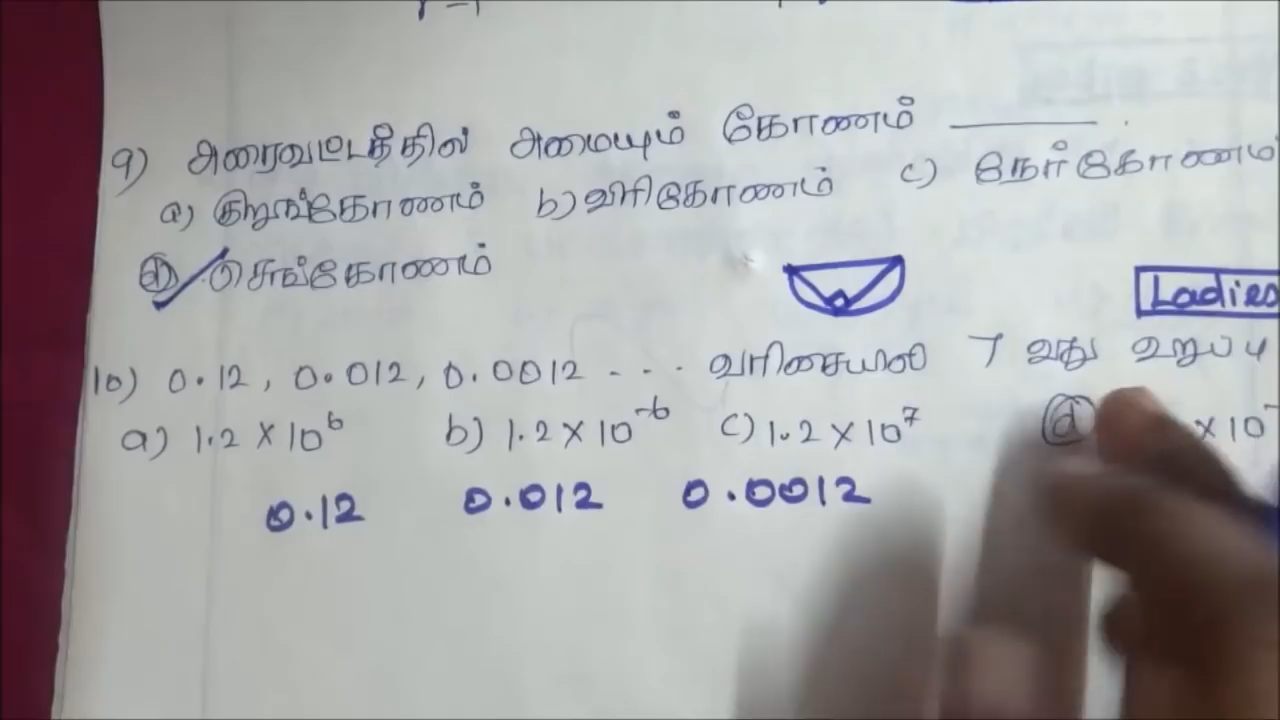 9) அரைவட்டத்தில் அமையும் கோணம் ______ .
a) குறுங்கோணம் b) விரிகோணம் c) நேர்கோணம்
d) செங்கோணம்
Ladies
10) 0.12, 0.012, 0.0012 . . . வரிசையில் 7 வது உறுப்பு
a) 1.2 × 10⁶ b) 1.2 × 10⁻⁶ c) 1.2 × 10⁷ d) × 10
0.12 0.012 0.0012